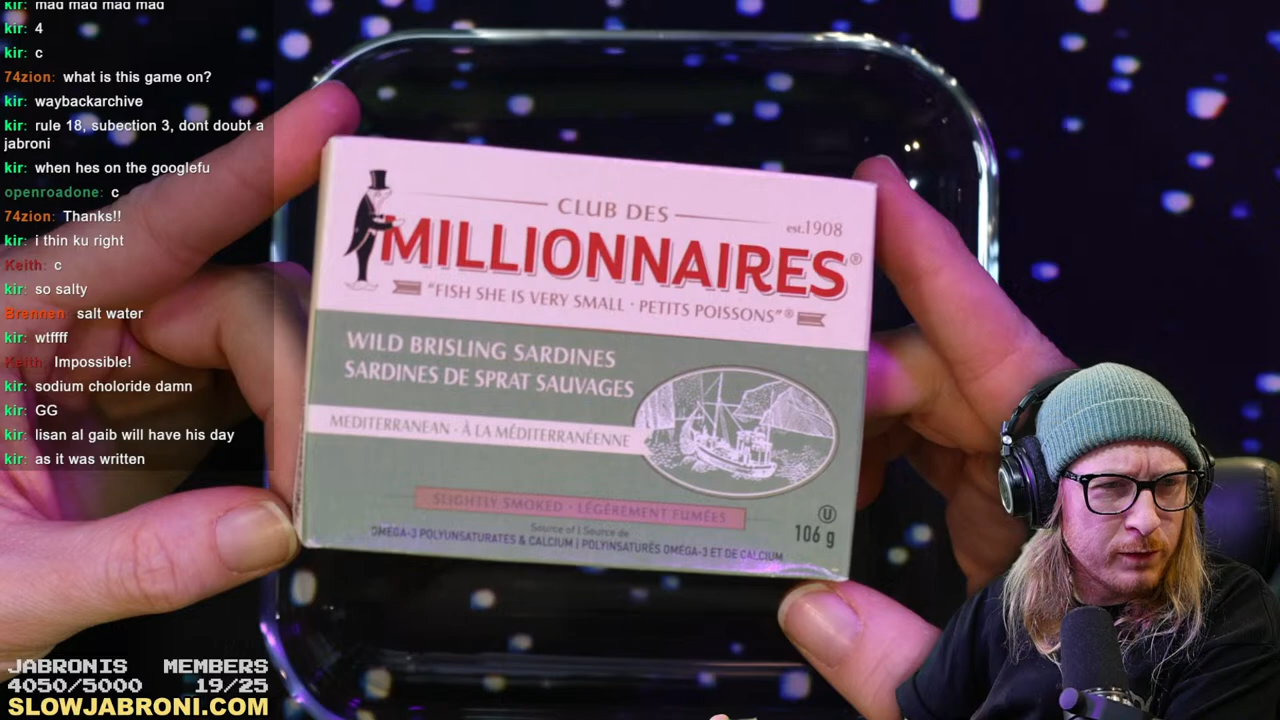 kir: mad mad mad mad
kir: 4
kir: c
74zion: what is this game on?
kir: waybackarchive
kir: rule 18, subection 3, dont doubt a
jabroni
kir: when hes on the googlefu
openroadone: c
74zion: Thanks!!
kir: i thin ku right
Keith: c
kir: so salty
Brennen: salt water
kir: wtffff
Keith: Impossible!
kir: sodium choloride damn
kir: GG
kir: lisan al gaib will have his day
kir: as it was written
JABRONIS MEMBERS
4050/5000 19/25
SLOWJABRONI.COM
CLUB DES
est.1908
MILLIONNAIRES®
"FISH SHE IS VERY SMALL · PETITS POISSONS"®
WILD BRISLING SARDINES
SARDINES DE SPRAT SAUVAGES
MEDITERRANEAN · À LA MÉDITERRANÉENNE
SLIGHTLY SMOKED · LÉGÈREMENT FUMÉES
Source of | Source de
OMEGA-3 POLYUNSATURATES & CALCIUM | POLYINSATURÉS OMÉGA-3 ET DE CALCIUM
U
106 g